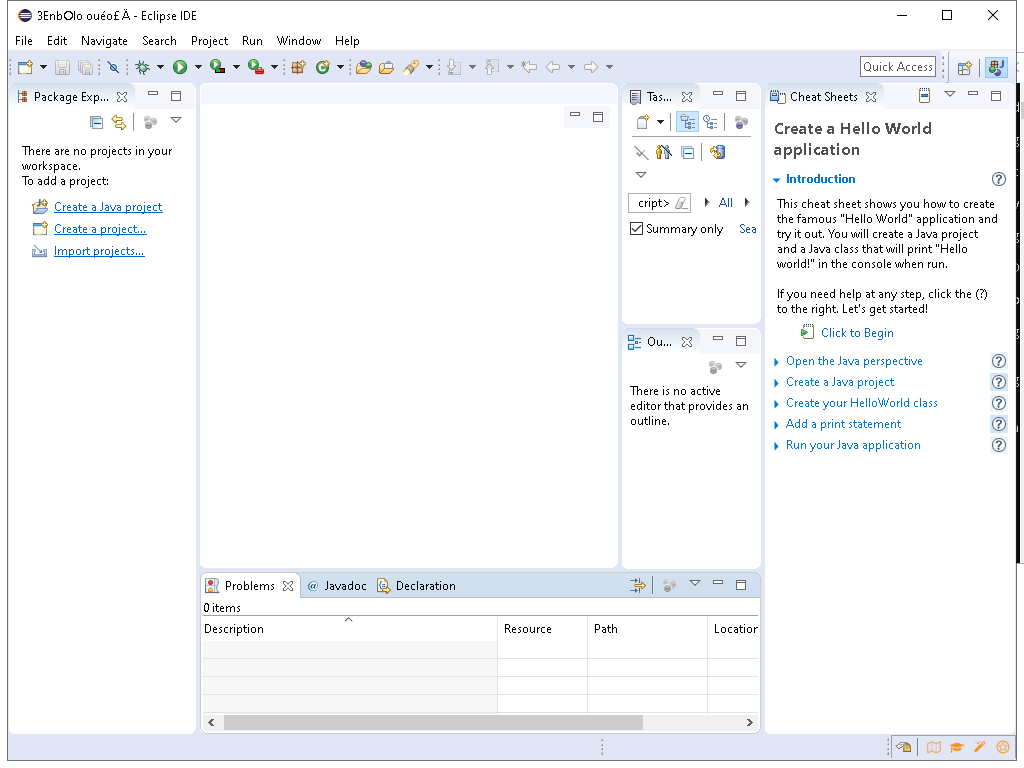 3EnbOlo ouéo£Ä - Eclipse IDE
File Edit Navigate Search Project Run Window Help
Quick Access
Package Exp...
There are no projects in your
workspace.
To add a project:
Create a Java project
Create a project...
Import projects...
Tas...
cript> All
Summary only Sea
Ou...
There is no active
editor that provides an
outline.
Cheat Sheets
Create a Hello World
application
Introduction
This cheat sheet shows you how to create
the famous "Hello World" application and
try it out. You will create a Java project
and a Java class that will print "Hello
world!" in the console when run.
If you need help at any step, click the (?)
to the right. Let's get started!
Click to Begin
Open the Java perspective
Create a Java project
Create your HelloWorld class
Add a print statement
Run your Java application
Problems @ Javadoc Declaration
0 items
Description Resource Path Location